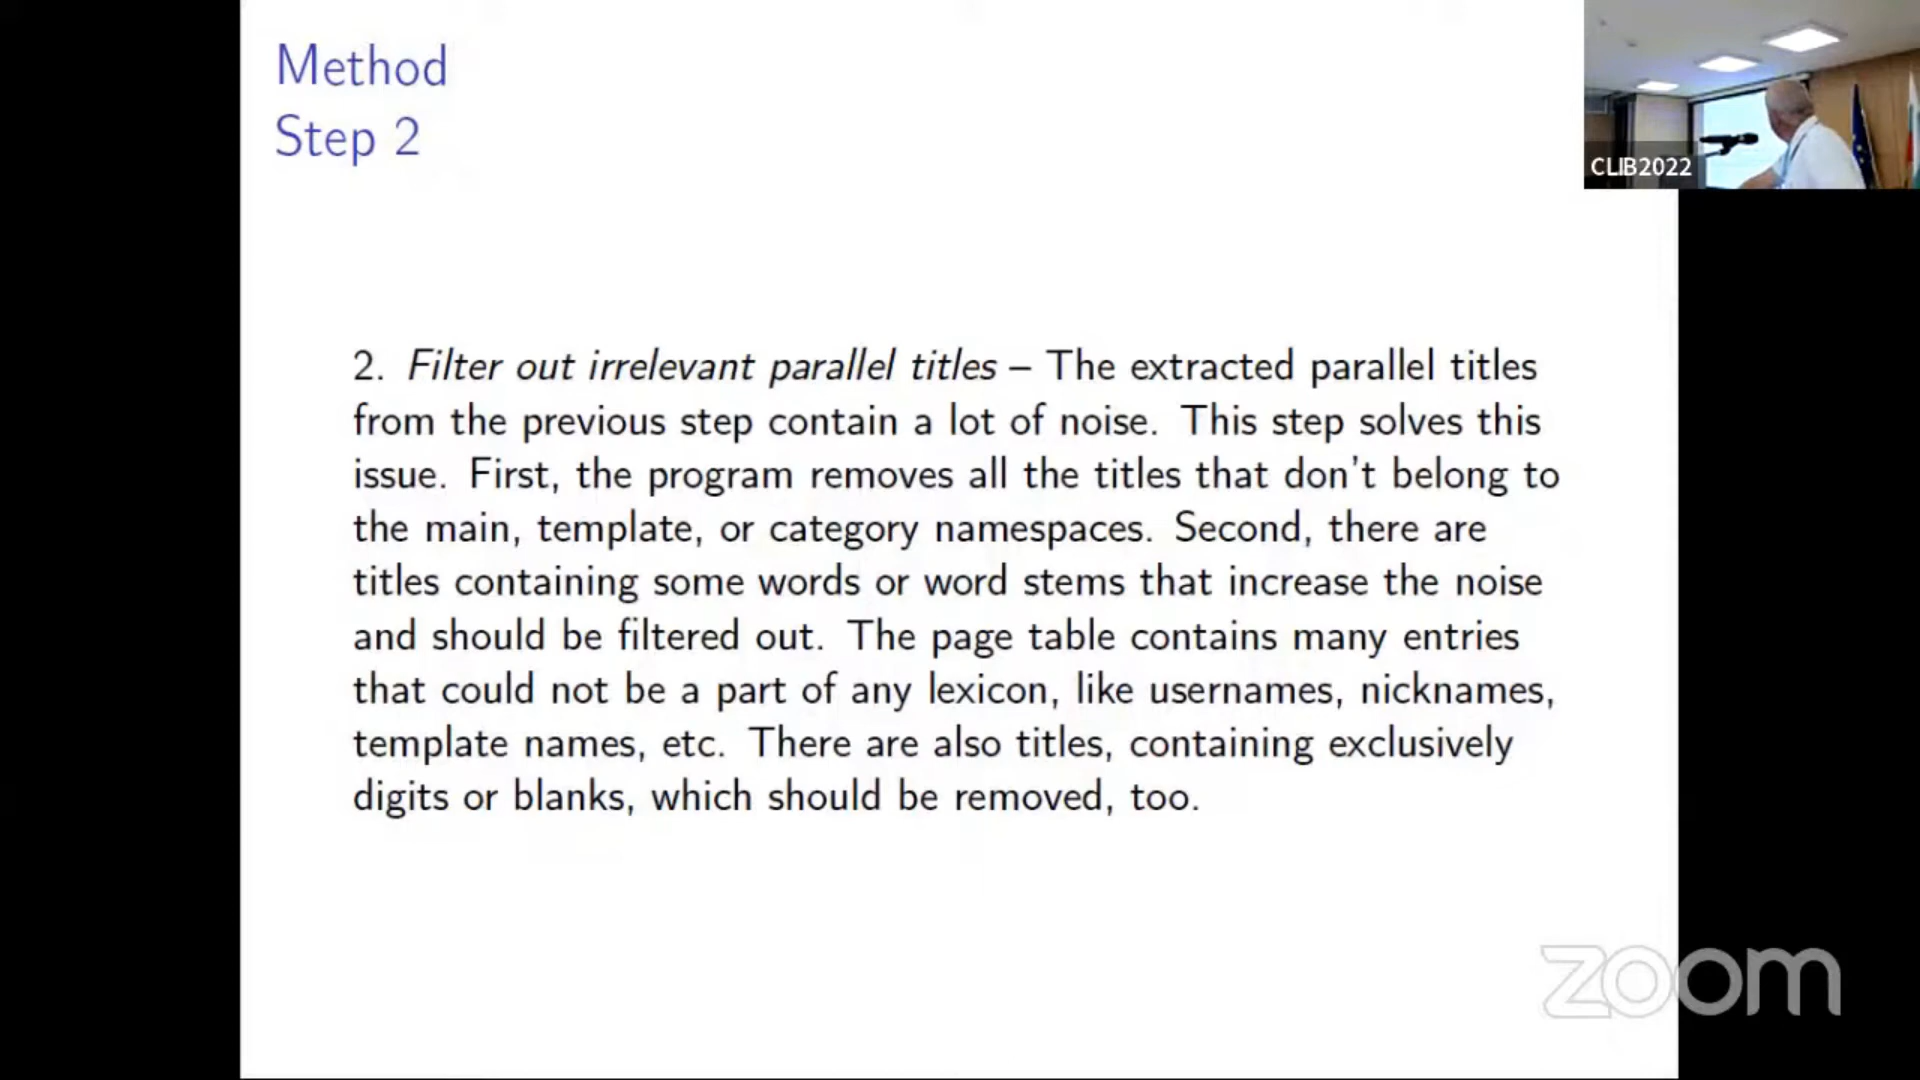 Method
Step 2
CLIB2022
2. Filter out irrelevant parallel titles – The extracted parallel titles
from the previous step contain a lot of noise. This step solves this
issue. First, the program removes all the titles that don't belong to
the main, template, or category namespaces. Second, there are
titles containing some words or word stems that increase the noise
and should be filtered out. The page table contains many entries
that could not be a part of any lexicon, like usernames, nicknames,
template names, etc. There are also titles, containing exclusively
digits or blanks, which should be removed, too.
zoom